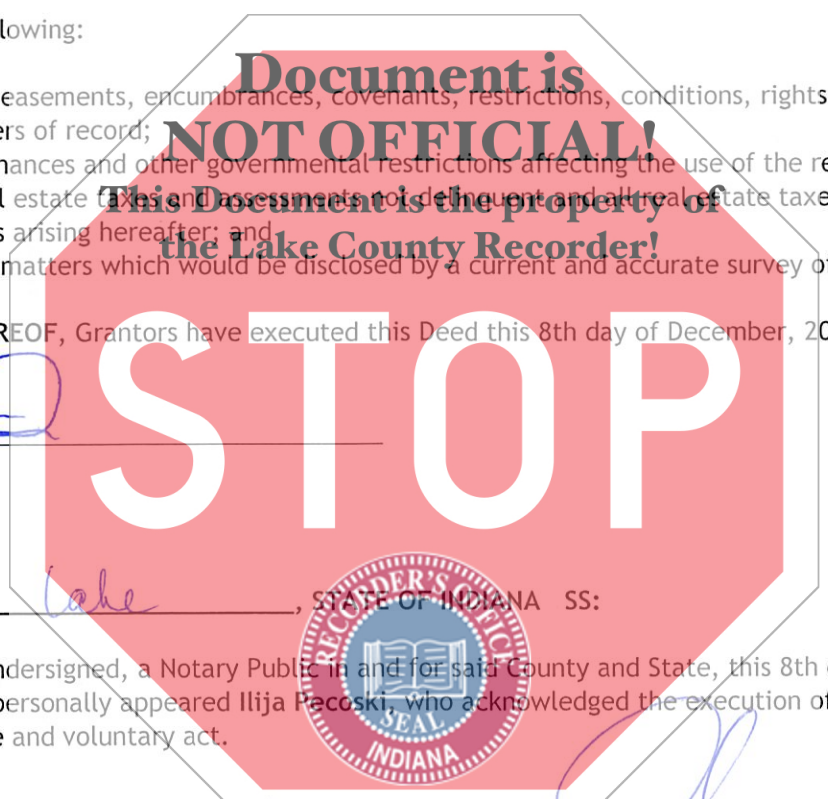 lowing:
Document is
easements, encumbrances, covenants, restrictions, conditions, rights
ers of record;
NOT OFFICIAL!
nances and other governmental restrictions affecting the use of the re
l estate taxes and assessments not delinquent and all real estate taxe
This Document is the property of
s arising hereafter; and
the Lake County Recorder!
matters which would be disclosed by a current and accurate survey of
REOF, Grantors have executed this Deed this 8th day of December, 20
STOP
Lake, STATE OF INDIANA SS:
RECORDER'S OFFICE
SEAL
INDIANA
ndersigned, a Notary Public in and for said County and State, this 8th
personally appeared Ilija Pecoski, who acknowledged the execution of
e and voluntary act.